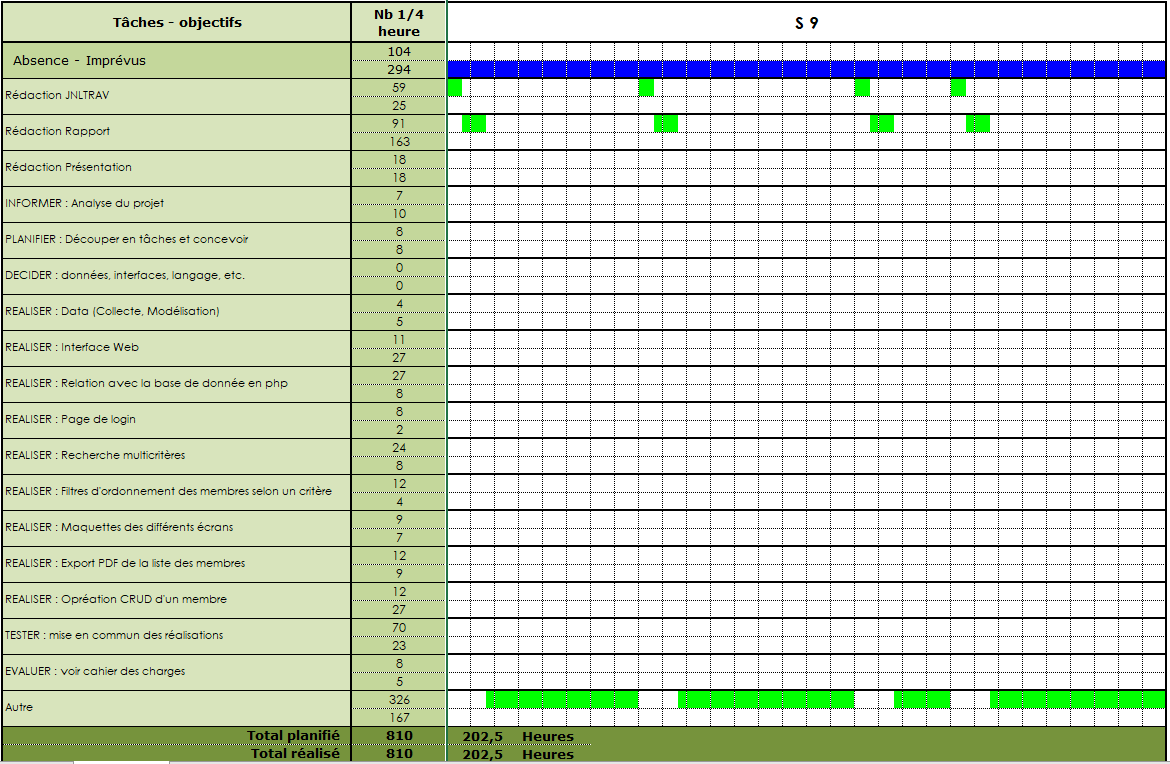 Tâches - objectifs
Nb 1/4
heure
S 9
Absence - Imprévus
104
294
Rédaction JNLTRAV
59
25
Rédaction Rapport
91
163
Rédaction Présentation
18
18
INFORMER : Analyse du projet
7
10
PLANIFIER : Découper en tâches et concevoir
8
8
DECIDER : données, interfaces, langage, etc.
0
0
REALISER : Data (Collecte, Modélisation)
4
5
REALISER : Interface Web
11
27
REALISER : Relation avec la base de donnée en php
27
8
REALISER : Page de login
8
2
REALISER : Recherche multicritères
24
8
REALISER : Filtres d'ordonnement des membres selon un critère
12
4
REALISER : Maquettes des différents écrans
9
7
REALISER : Export PDF de la liste des membres
12
9
REALISER : Opréation CRUD d'un membre
12
27
TESTER : mise en commun des réalisations
70
23
EVALUER : voir cahier des charges
8
5
Autre
326
167
Total planifié 810 202,5 Heures
Total réalisé 810 202,5 Heures